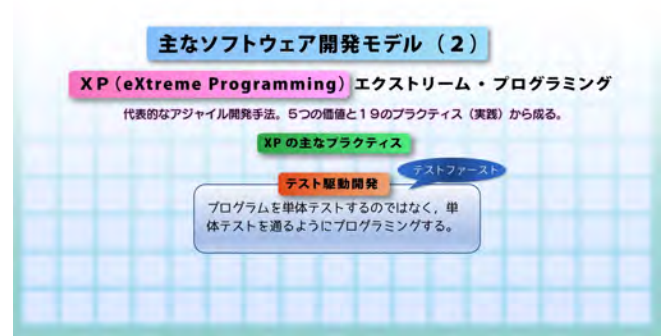 主なソフトウェア開発モデル（２）
ＸＰ（eXtreme Programming）エクストリーム・プログラミング
代表的なアジャイル開発手法。５つの価値と１９のプラクティス（実践）から成る。
XP の主なプラクティス
テストファースト
テスト駆動開発
プログラムを単体テストするのではなく，単
体テストを通るようにプログラミングする。